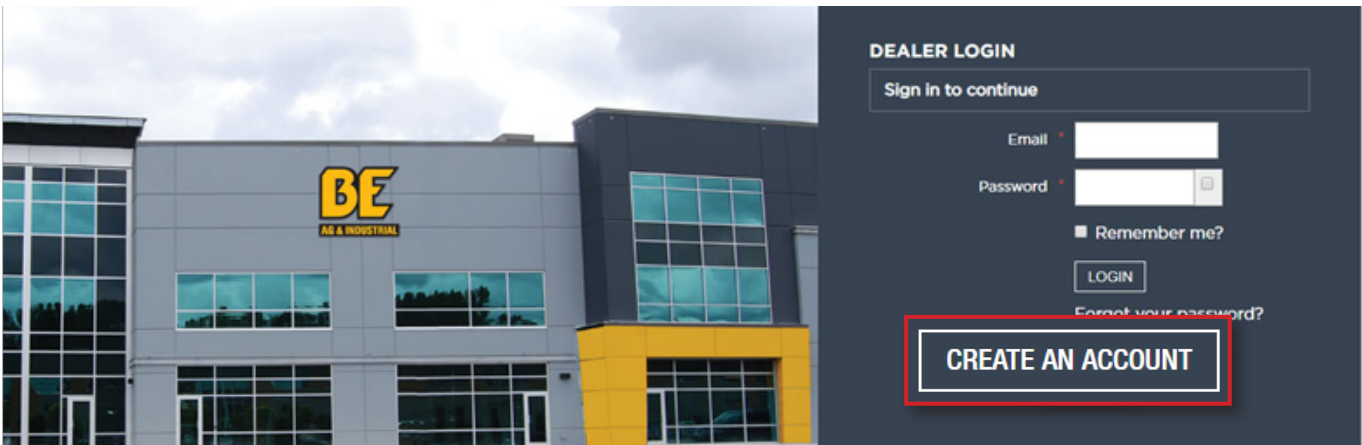 BE
AG & INDUSTRIAL
DEALER LOGIN
Sign in to continue
Email *
Password *
Remember me?
LOGIN
Forgot your password?
CREATE AN ACCOUNT